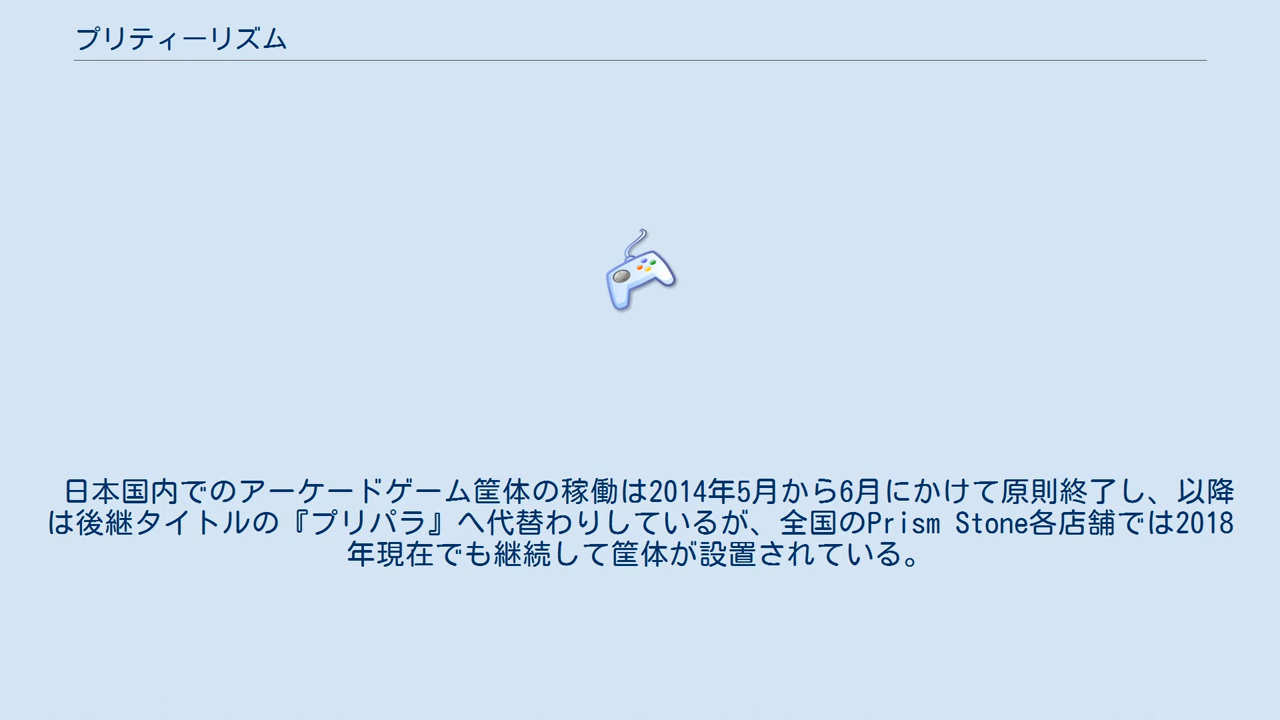 プリティーリズム
日本国内でのアーケードゲーム筐体の稼働は2014年5月から6月にかけて原則終了し、以降
は後継タイトルの『プリパラ』へ代替わりしているが、全国のPrism Stone各店舗では2018
年現在でも継続して筐体が設置されている。